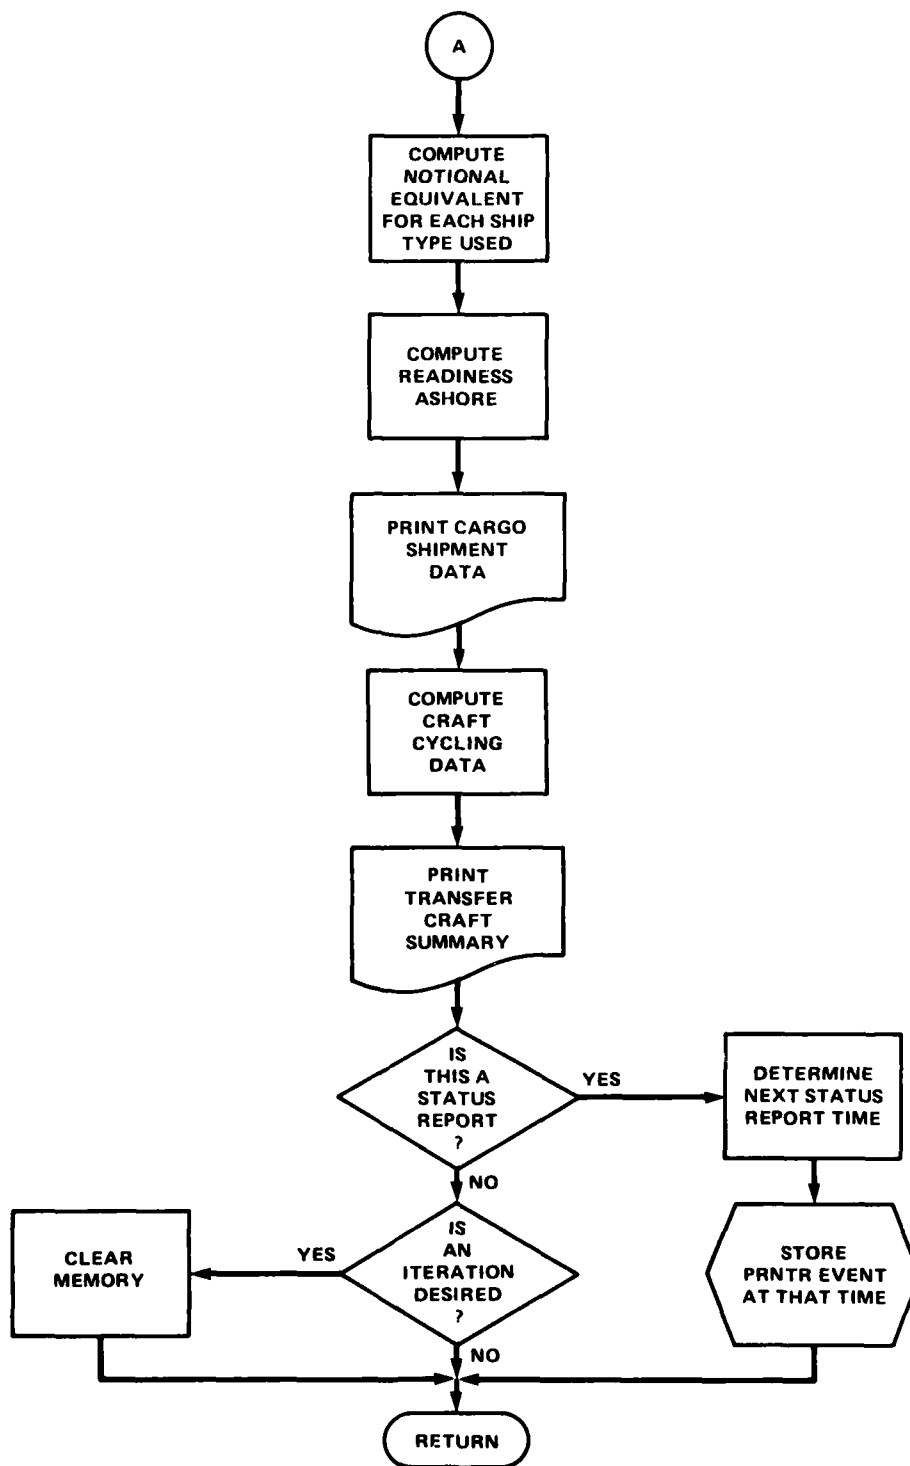 A
COMPUTE
NOTIONAL
EQUIVALENT
FOR EACH SHIP
TYPE USED
COMPUTE
READINESS
ASHORE
PRINT CARGO
SHIPMENT
DATA
COMPUTE
CRAFT
CYCLING
DATA
PRINT
TRANSFER
CRAFT
SUMMARY
IS
THIS A
STATUS
REPORT
?
YES
DETERMINE
NEXT STATUS
REPORT TIME
NO
STORE
PRNTR EVENT
AT THAT TIME
IS
AN
ITERATION
DESIRED
?
YES
CLEAR
MEMORY
NO
RETURN